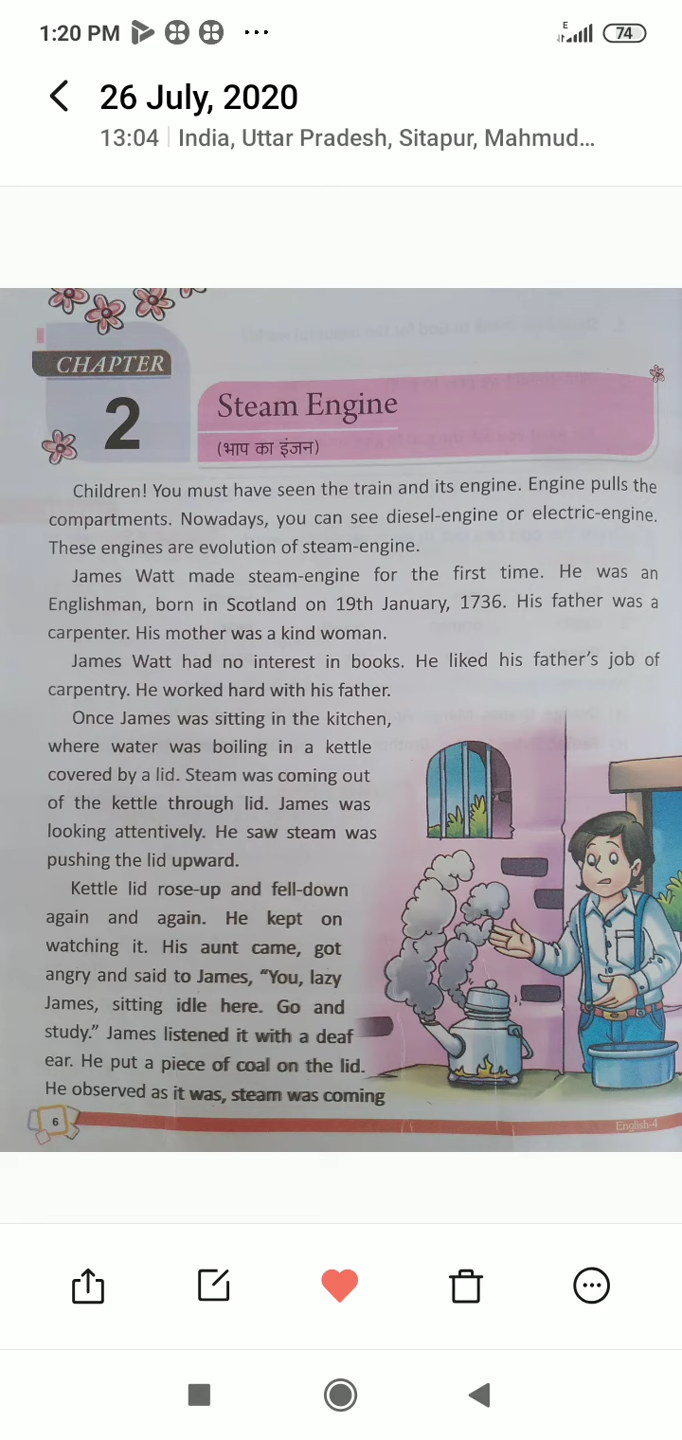 1:20 PM
E
74
26 July, 2020
13:04 India, Uttar Pradesh, Sitapur, Mahmud...
CHAPTER
2
Steam Engine
(भाप का इंजन)
Children! You must have seen the train and its engine. Engine pulls the
compartments. Nowadays, you can see diesel-engine or electric-engine.
These engines are evolution of steam-engine.
James Watt made steam-engine for the first time. He was an
Englishman, born in Scotland on 19th January, 1736. His father was a
carpenter. His mother was a kind woman.
James Watt had no interest in books. He liked his father's job of
carpentry. He worked hard with his father.
Once James was sitting in the kitchen,
where water was boiling in a kettle
covered by a lid. Steam was coming out
of the kettle through lid. James was
looking attentively. He saw steam was
pushing the lid upward.
Kettle lid rose-up and fell-down
again and again. He kept on
watching it. His aunt came, got
angry and said to James, “You, lazy
James, sitting idle here. Go and
study.” James listened it with a deaf
ear. He put a piece of coal on the lid.
He observed as it was, steam was coming
6
English-4